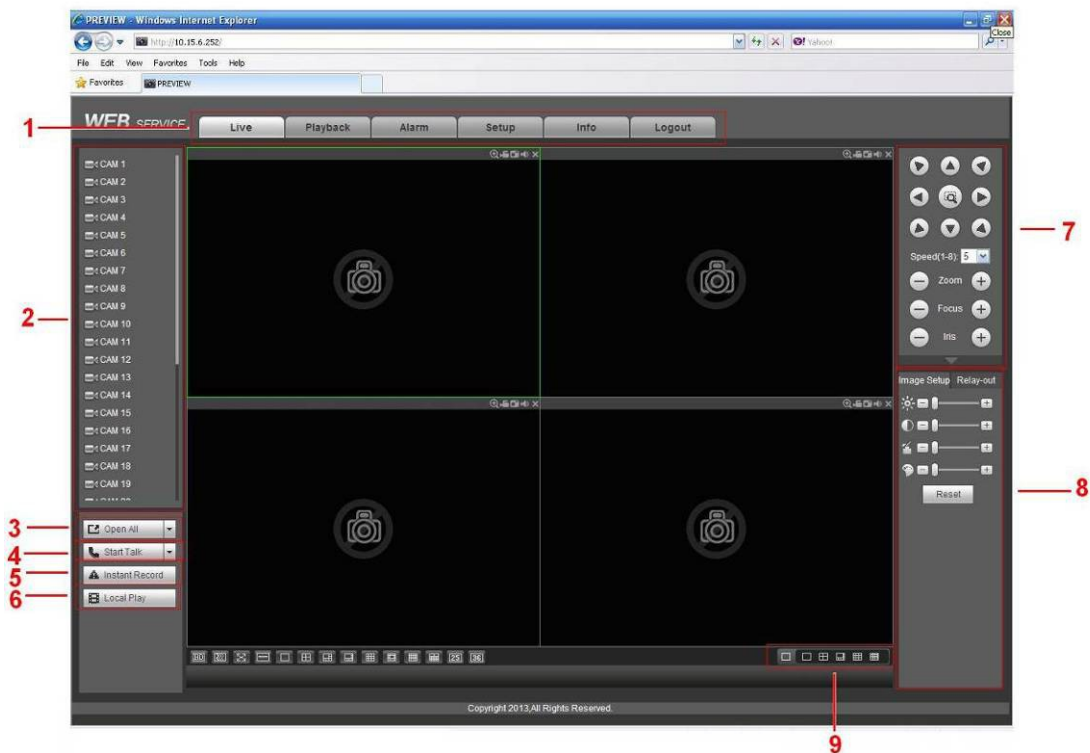 PREVIEW - Windows Internet Explorer
Close
http://10.15.6.252/
Yahoo!
File Edit View Favorites Tools Help
Favorites PREVIEW
WEB SERVICE
Live Playback Alarm Setup Info Logout
1
CAM 1
CAM 2
CAM 3
CAM 4
CAM 5
CAM 6
CAM 7
CAM 8
CAM 9
CAM 10
CAM 11
CAM 12
CAM 13
CAM 14
CAM 15
CAM 16
CAM 17
CAM 18
CAM 19
CAM 20
2
3
Open All
4
Start Talk
5
Instant Record
6
Local Play
Speed(1-8): 5
Zoom
Focus
Iris
7
Image Setup Relay-out
Reset
8
25 36
9
Copyright 2013,All Rights Reserved.